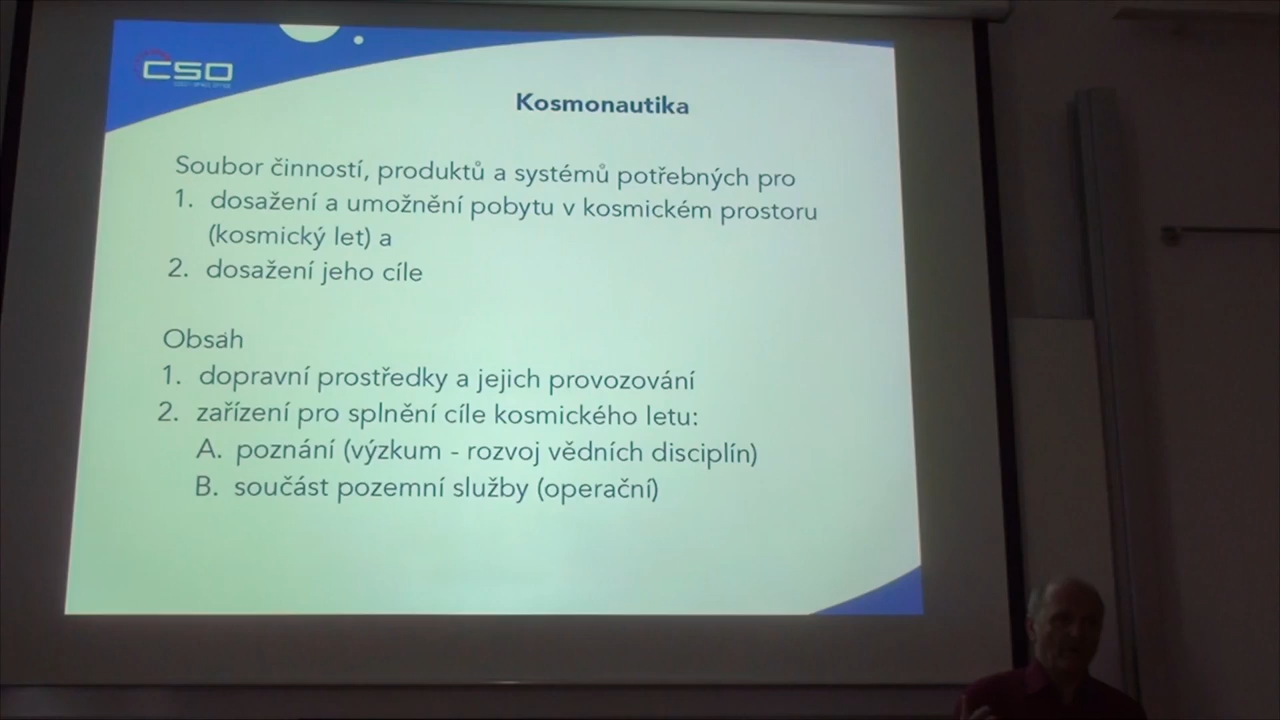 CSO
Kosmonautika
Soubor činností, produktů a systémů potřebných pro
1. dosažení a umožnění pobytu v kosmickém prostoru
(kosmický let) a
2. dosažení jeho cíle
Obsah
1. dopravní prostředky a jejich provozování
2. zařízení pro splnění cíle kosmického letu:
A. poznání (výzkum - rozvoj vědních disciplín)
B. součást pozemní služby (operační)